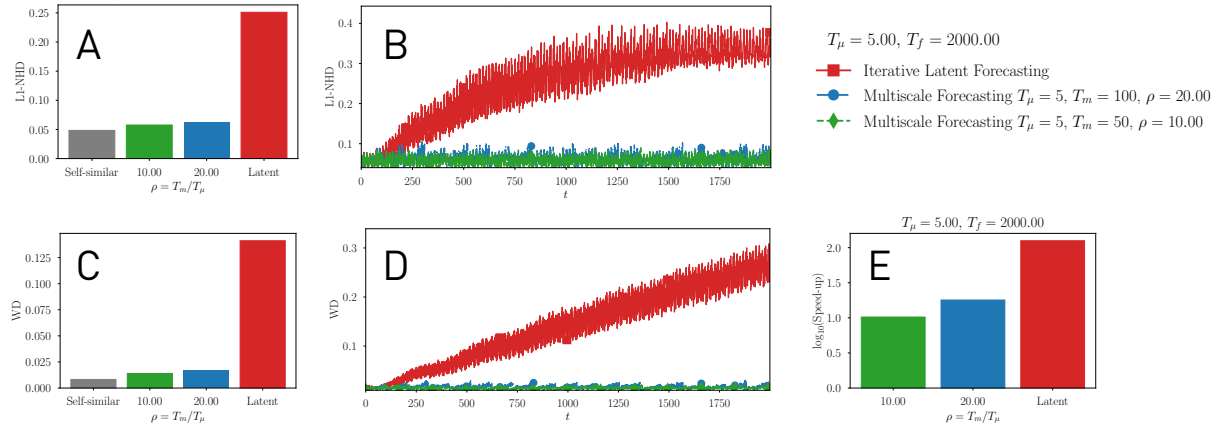 A
L1-NHD
0.25
0.20
0.15
0.10
0.05
0.00
Self-similar 10.00 20.00 Latent
ρ = T_m/T_μ
B
L1-NHD
0.4
0.3
0.2
0.1
0 250 500 750 1000 1250 1500 1750
t
T_μ = 5.00, T_f = 2000.00
Iterative Latent Forecasting
Multiscale Forecasting T_μ = 5, T_m = 100, ρ = 20.00
Multiscale Forecasting T_μ = 5, T_m = 50, ρ = 10.00
C
WD
0.125
0.100
0.075
0.050
0.025
0.000
Self-similar 10.00 20.00 Latent
ρ = T_m/T_μ
D
WD
0.3
0.2
0.1
0 250 500 750 1000 1250 1500 1750
t
T_μ = 5.00, T_f = 2000.00
E
log₁₀(Speed-up)
2.0
1.5
1.0
0.5
0.0
10.00 20.00 Latent
ρ = T_m/T_μ